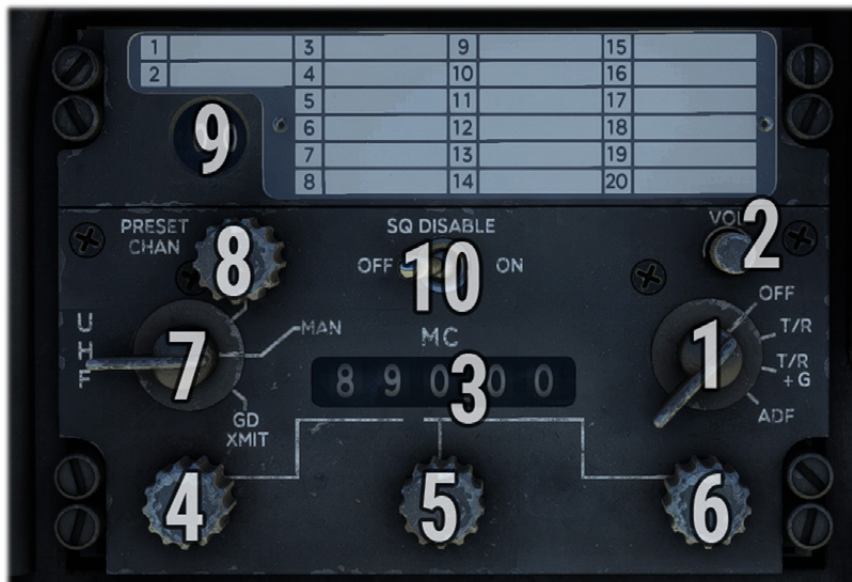 1 3 9 15
2 4 10 16
5 11 17
9 6 12 18
7 13 19
8 14 20
PRESET CHAN 8
SQ DISABLE
OFF 10 ON
VOL 2
UHF 7 MAN
GD XMIT
MC
8 9 0 0 0
3
1
OFF
T/R
T/R +G
ADF
4 5 6